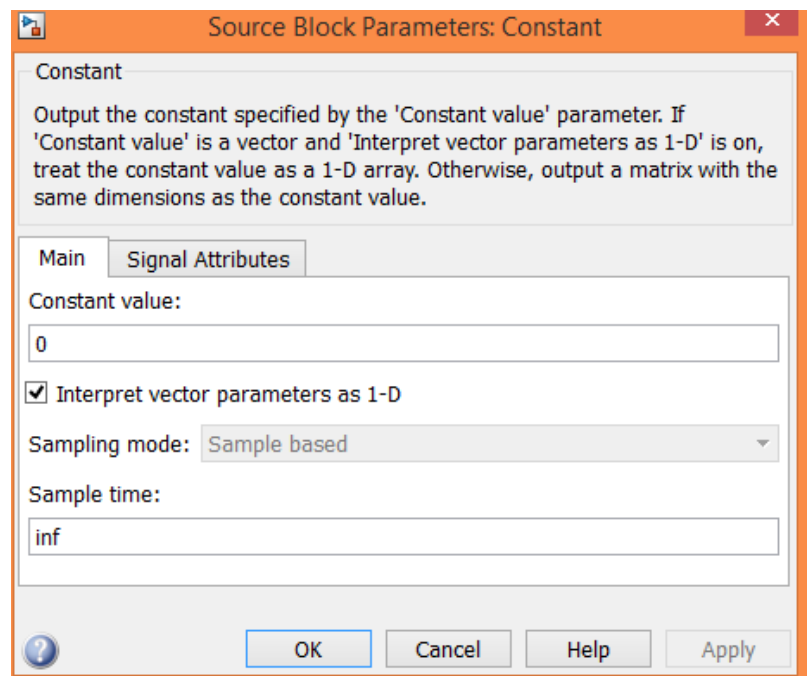 Source Block Parameters: Constant
×
Constant
Output the constant specified by the 'Constant value' parameter. If
'Constant value' is a vector and 'Interpret vector parameters as 1-D' is on,
treat the constant value as a 1-D array. Otherwise, output a matrix with the
same dimensions as the constant value.
Main Signal Attributes
Constant value:
0
Interpret vector parameters as 1-D
Sampling mode: Sample based
Sample time:
inf
? OK Cancel Help Apply